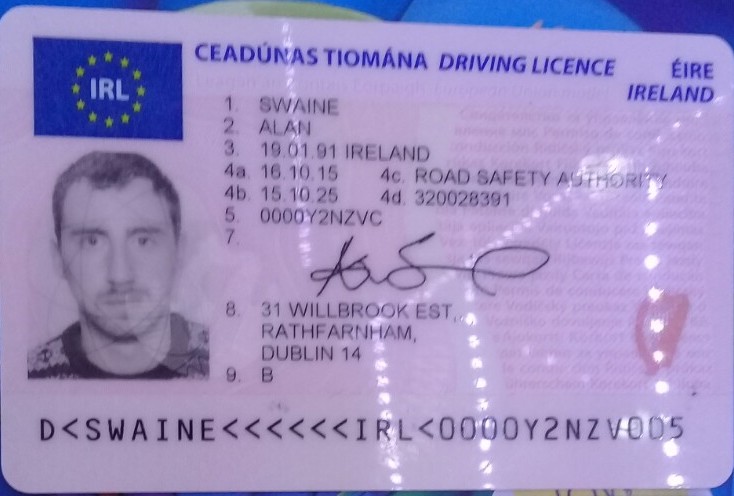 IRL
CEADÚNAS TIOMÁNA DRIVING LICENCE ÉIRE
IRELAND
1. SWAINE
2. ALAN
3. 19.01.91 IRELAND
4a. 16.10.15 4c. ROAD SAFETY AUTHORITY
4b. 15.10.25 4d. 320028391
5. 0000Y2NZVC
7.
8. 31 WILLBROOK EST,
RATHFARNHAM,
DUBLIN 14
9. B
D<SWAINE<<<<<<IRL<0000Y2NZV005